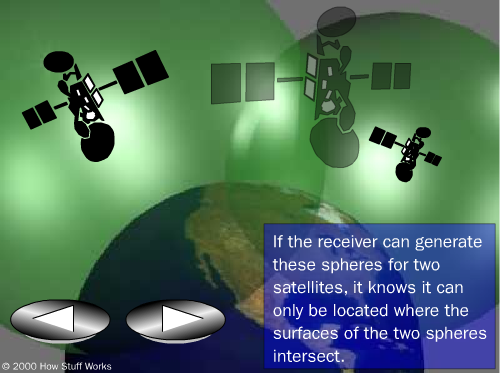 If the receiver can generate
these spheres for two
satellites, it knows it can
only be located where the
surfaces of the two spheres
intersect.
© 2000 How Stuff Works